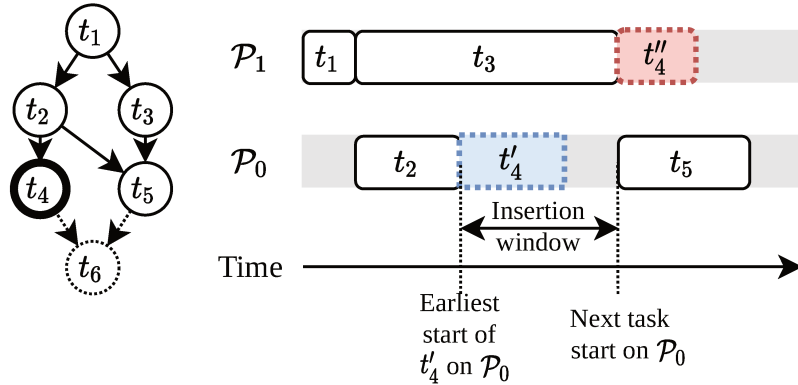 t₁
t₂
t₃
t₄
t₅
t₆
𝒫₁
t₁
t₃
t₄″
𝒫₀
t₂
t₄′
t₅
Insertion
window
Time
Earliest
start of
t₄′ on 𝒫₀
Next task
start on 𝒫₀